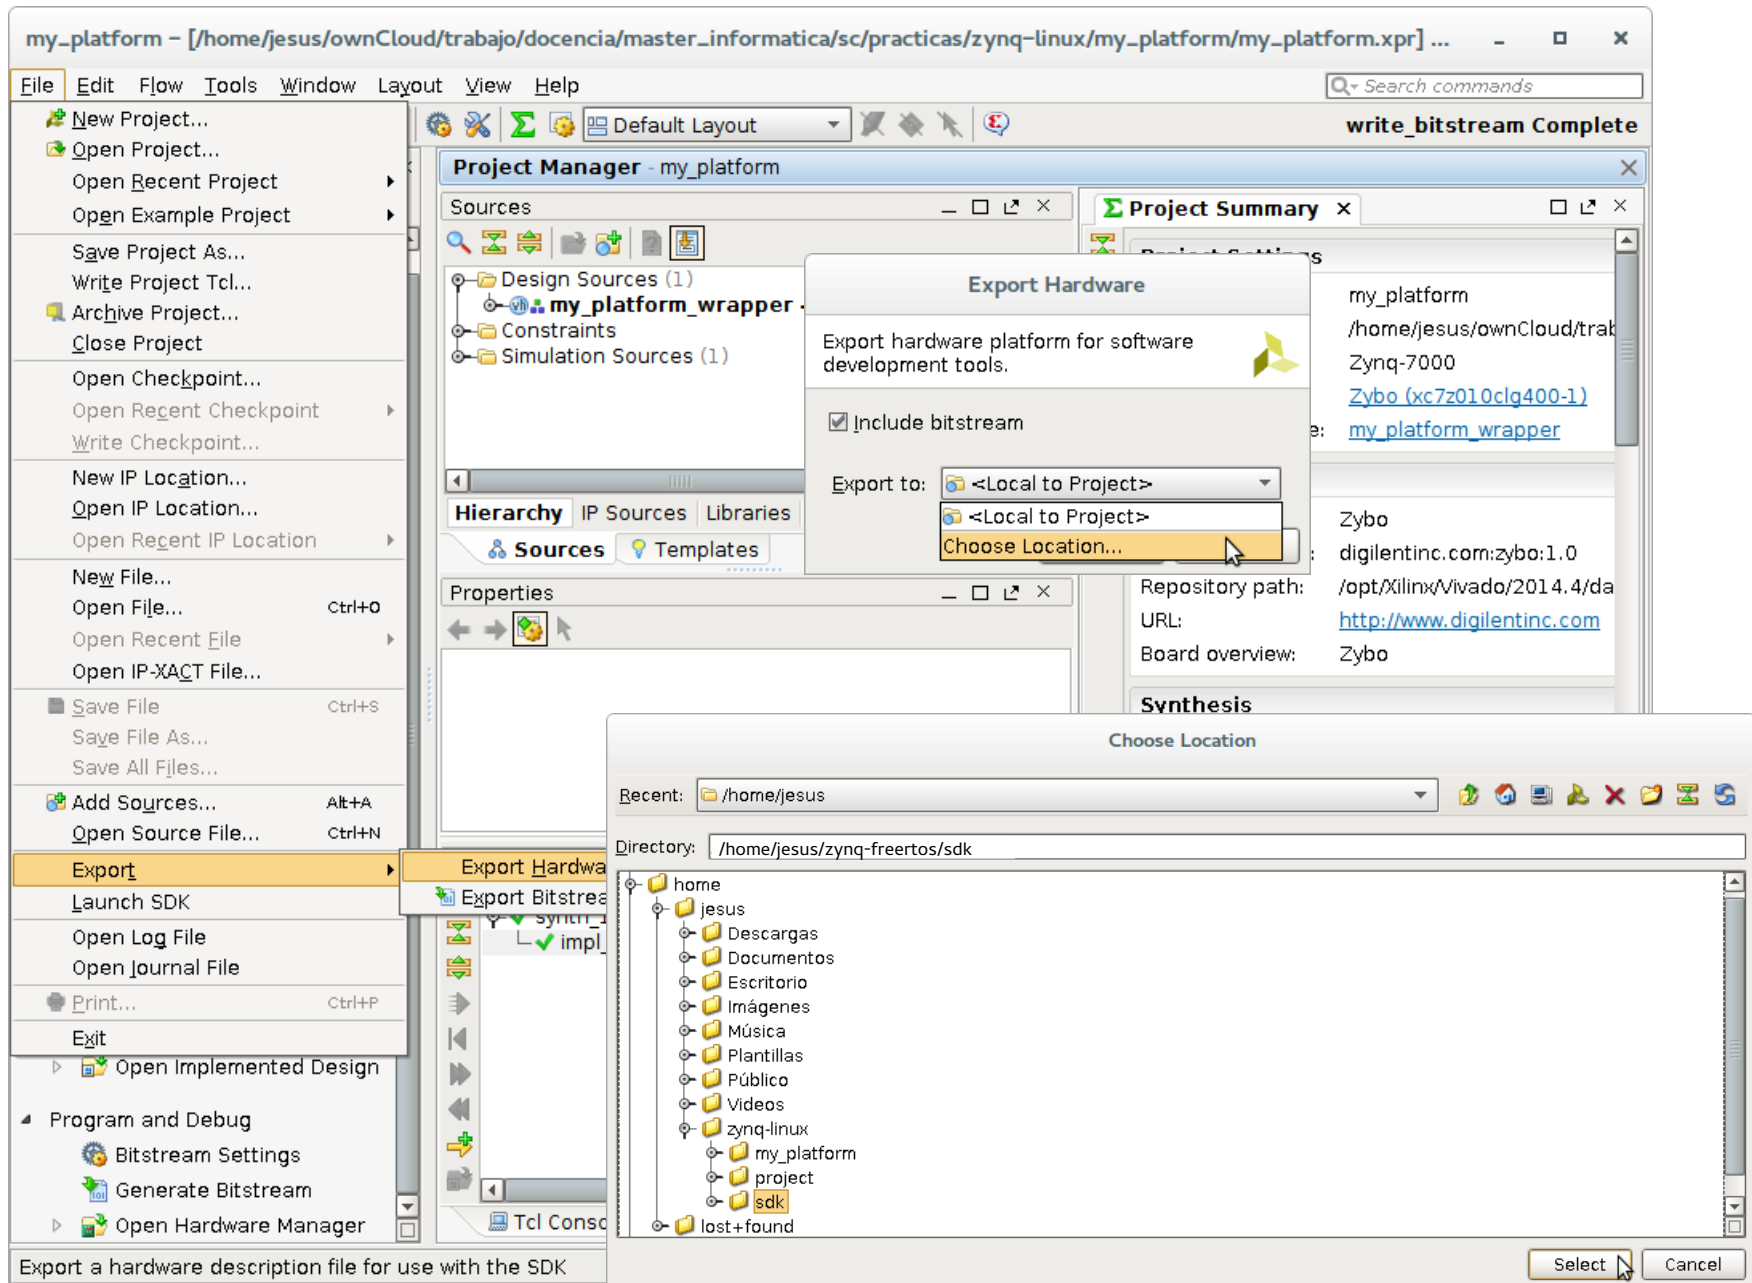 my_platform – [/home/jesus/ownCloud/trabajo/docencia/master_informatica/sc/practicas/zynq-linux/my_platform/my_platform.xpr] ...
File Edit Flow Tools Window Layout View Help
Search commands
New Project...
Open Project...
Open Recent Project
Open Example Project
Save Project As...
Write Project Tcl...
Archive Project...
Close Project
Open Checkpoint...
Open Recent Checkpoint
Write Checkpoint...
New IP Location...
Open IP Location...
Open Recent IP Location
New File...
Open File... Ctrl+O
Open Recent File
Open IP-XACT File...
Save File Ctrl+S
Save File As...
Save All Files...
Add Sources... Alt+A
Open Source File... Ctrl+N
Export
Launch SDK
Open Log File
Open Journal File
Print... Ctrl+P
Exit
Export Hardwa
Export Bitstrea
Open Implemented Design
Program and Debug
Bitstream Settings
Generate Bitstream
Open Hardware Manager
Export a hardware description file for use with the SDK
Default Layout
write_bitstream Complete
Project Manager - my_platform
Sources
Design Sources (1)
my_platform_wrapper
Constraints
Simulation Sources (1)
Hierarchy IP Sources Libraries
Sources Templates
Properties
synth_1
impl_
Tcl Conso
Project Summary
Project Settings
my_platform
/home/jesus/ownCloud/trab
Zynq-7000
Zybo (xc7z010clg400-1)
e: my_platform_wrapper
Zybo
: digilentinc.com:zybo:1.0
Repository path: /opt/Xilinx/Vivado/2014.4/da
URL: http://www.digilentinc.com
Board overview: Zybo
Synthesis
Export Hardware
Export hardware platform for software
development tools.
Include bitstream
Export to: <Local to Project>
<Local to Project>
Choose Location...
Choose Location
Recent: /home/jesus
Directory: /home/jesus/zynq-freertos/sdk
home
jesus
Descargas
Documentos
Escritorio
Imágenes
Música
Plantillas
Público
Videos
zynq-linux
my_platform
project
sdk
lost+found
Select Cancel